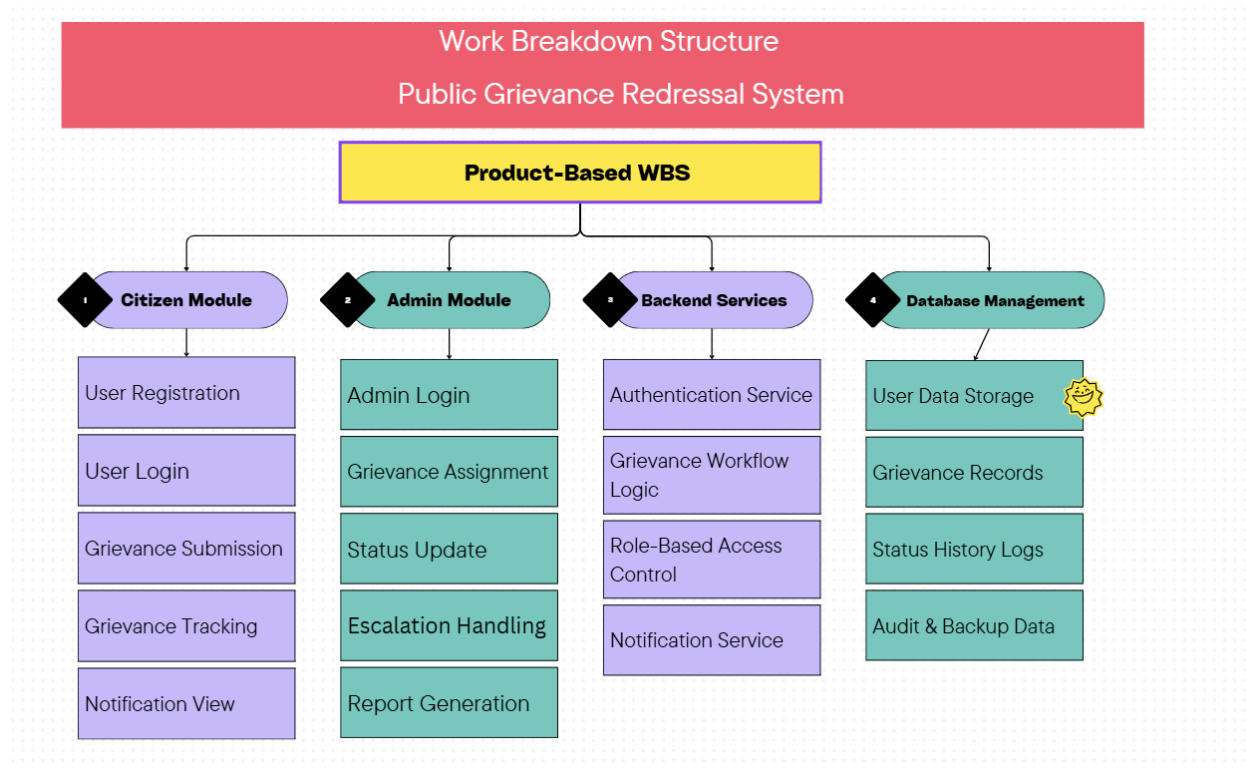 Work Breakdown Structure
Public Grievance Redressal System
Product-Based WBS
1
Citizen Module
User Registration
User Login
Grievance Submission
Grievance Tracking
Notification View
2
Admin Module
Admin Login
Grievance Assignment
Status Update
Escalation Handling
Report Generation
3
Backend Services
Authentication Service
Grievance Workflow
Logic
Role-Based Access
Control
Notification Service
4
Database Management
User Data Storage
Grievance Records
Status History Logs
Audit & Backup Data